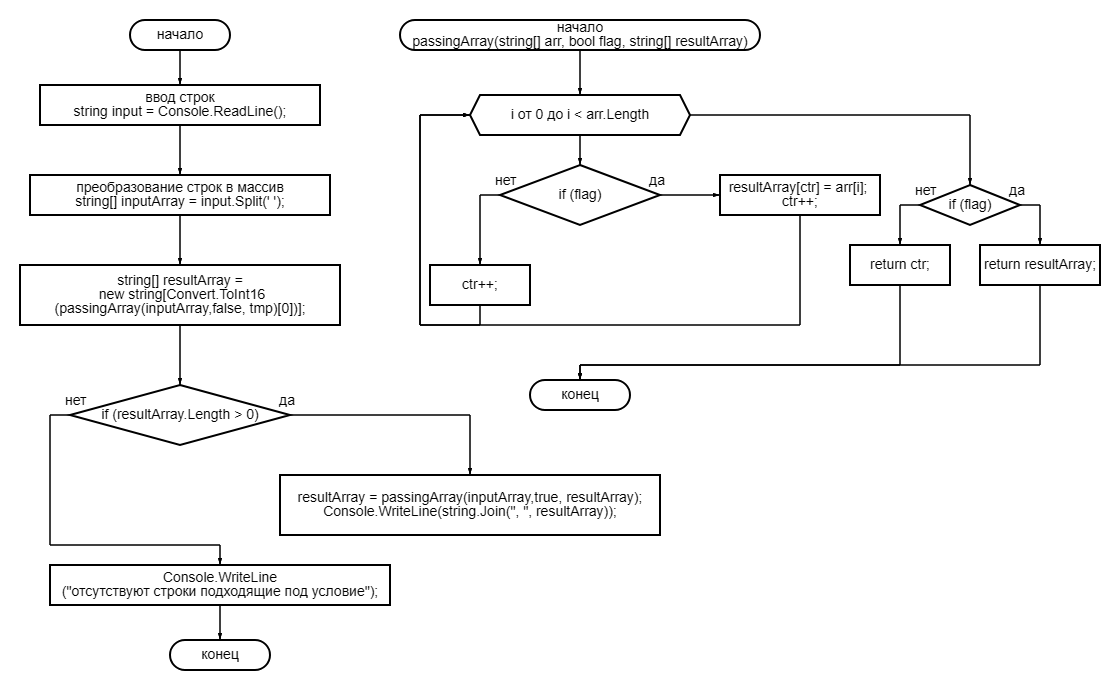 начало
ввод строк
string input = Console.ReadLine();
преобразование строк в массив
string[] inputArray = input.Split(' ');
string[] resultArray =
new string[Convert.ToInt16
(passingArray(inputArray,false, tmp)[0])];
нет
if (resultArray.Length > 0)
да
resultArray = passingArray(inputArray,true, resultArray);
Console.WriteLine(string.Join(", ", resultArray));
Console.WriteLine
("отсутствуют строки подходящие под условие");
конец
начало
passingArray(string[] arr, bool flag, string[] resultArray)
i от 0 до i < arr.Length
нет
if (flag)
да
resultArray[ctr] = arr[i];
ctr++;
ctr++;
нет
if (flag)
да
return ctr;
return resultArray;
конец